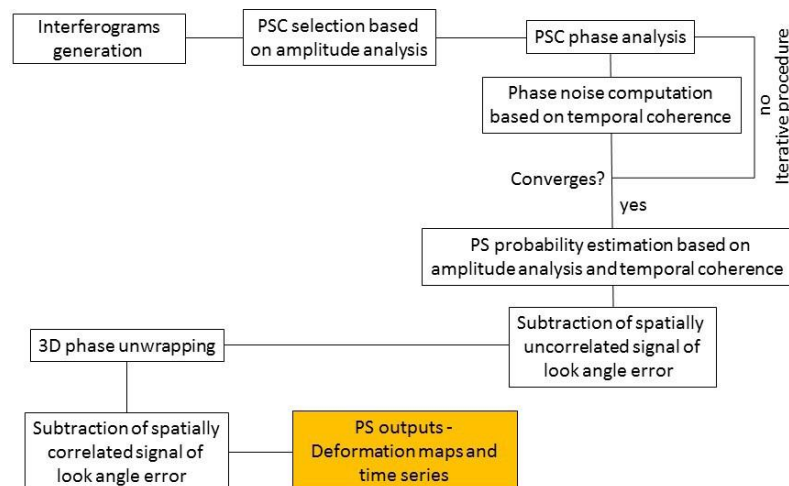 Interferograms
generation
PSC selection based
on amplitude analysis
PSC phase analysis
no
Iterative procedure
Phase noise computation
based on temporal coherence
Converges?
yes
PS probability estimation based on
amplitude analysis and temporal coherence
Subtraction of spatially
uncorrelated signal of
look angle error
3D phase unwrapping
Subtraction of spatially
correlated signal of
look angle error
PS outputs -
Deformation maps and
time series